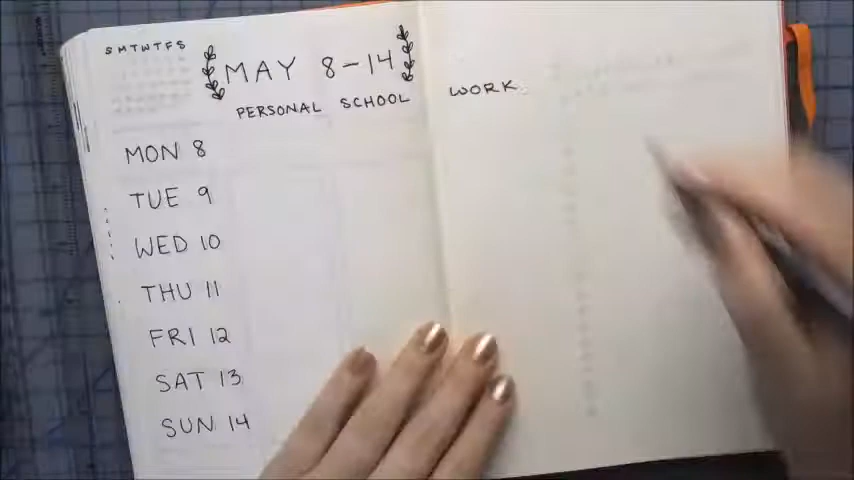 SMTWTFS
MAY 8-14
PERSONAL SCHOOL WORK
MON 8
TUE 9
WED 10
THU 11
FRI 12
SAT 13
SUN 14